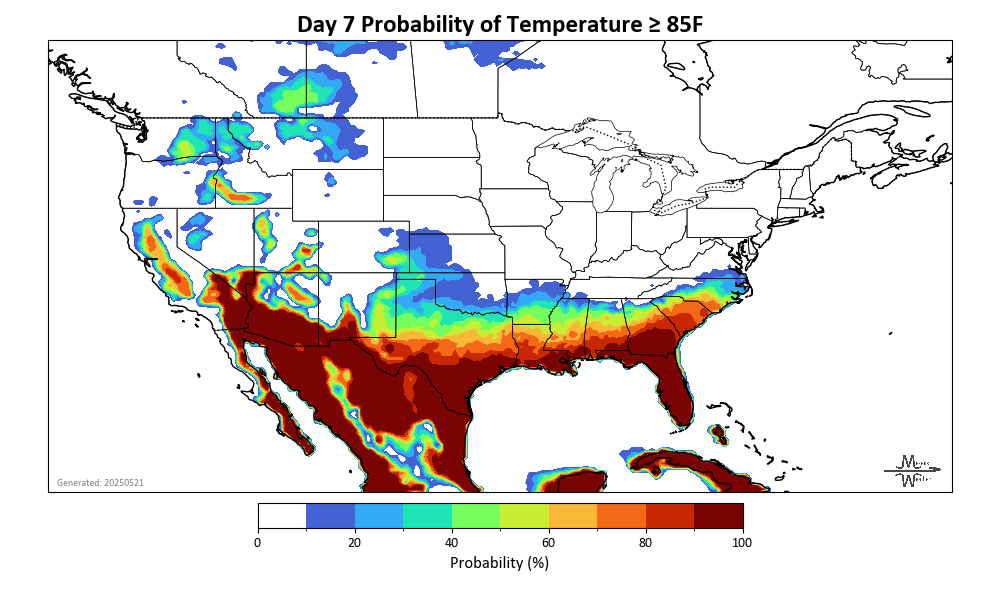 Day 7 Probability of Temperature ≥ 85F
Generated: 20250521
0 20 40 60 80 100
Probability (%)